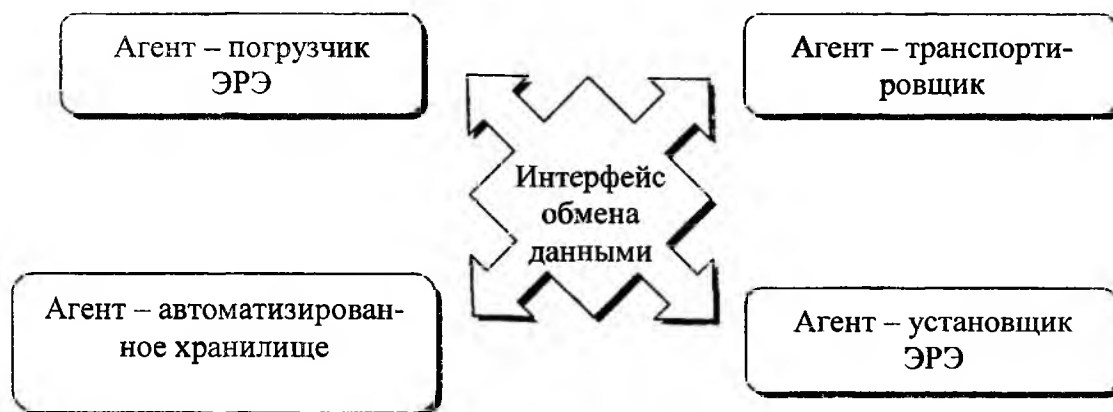 Агент – погрузчик
ЭРЭ
Агент – транспорти-
ровщик
Интерфейс
обмена
данными
Агент – автоматизирован-
ное хранилище
Агент – установщик
ЭРЭ